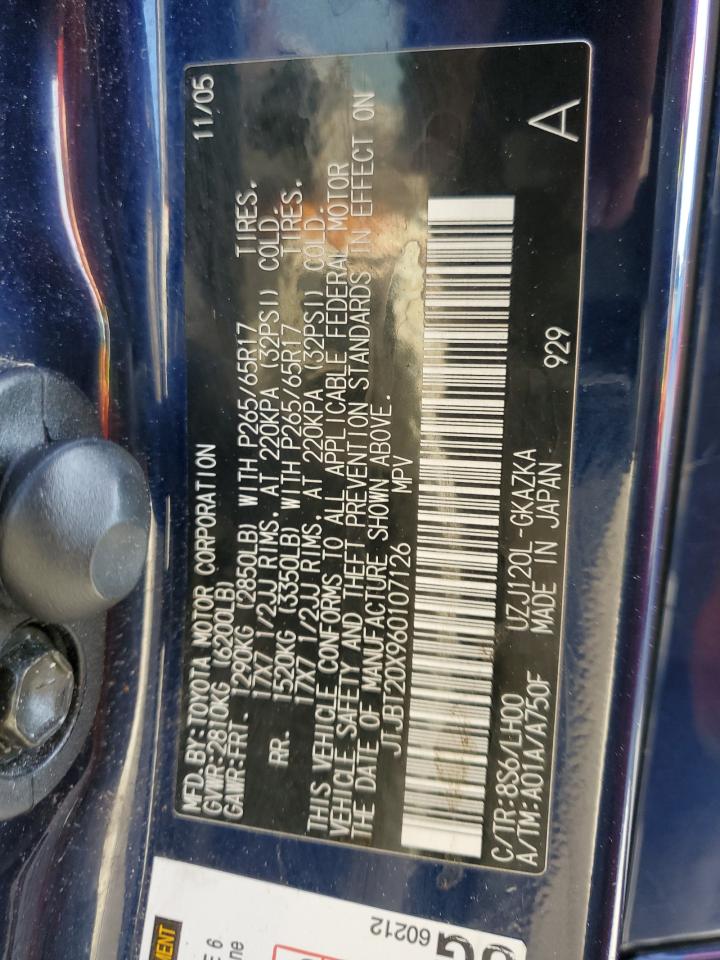 MFD.BY:TOYOTA MOTOR CORPORATION 11/05
GVWR:2810KG (6200LB)
GAWR:FRT. 1290KG (2850LB) WITH P265/65R17 TIRES.
17X7 1/2JJ RIMS, AT 220KPA (32PSI) COLD.
RR. 1520KG (3350LB) WITH P265/65R17 TIRES.
17X7 1/2JJ RIMS, AT 220KPA (32PSI) COLD.
THIS VEHICLE CONFORMS TO ALL APPLICABLE FEDERAL MOTOR
VEHICLE SAFETY AND THEFT PREVENTION STANDARDS IN EFFECT ON
THE DATE OF MANUFACTURE SHOWN ABOVE.
JTJBT20X960107126 MPV
C/TR:8S6/LH00 UZJ120L-GKAZKA
A/TM:A01A/A750F MADE IN JAPAN 929 A
60212